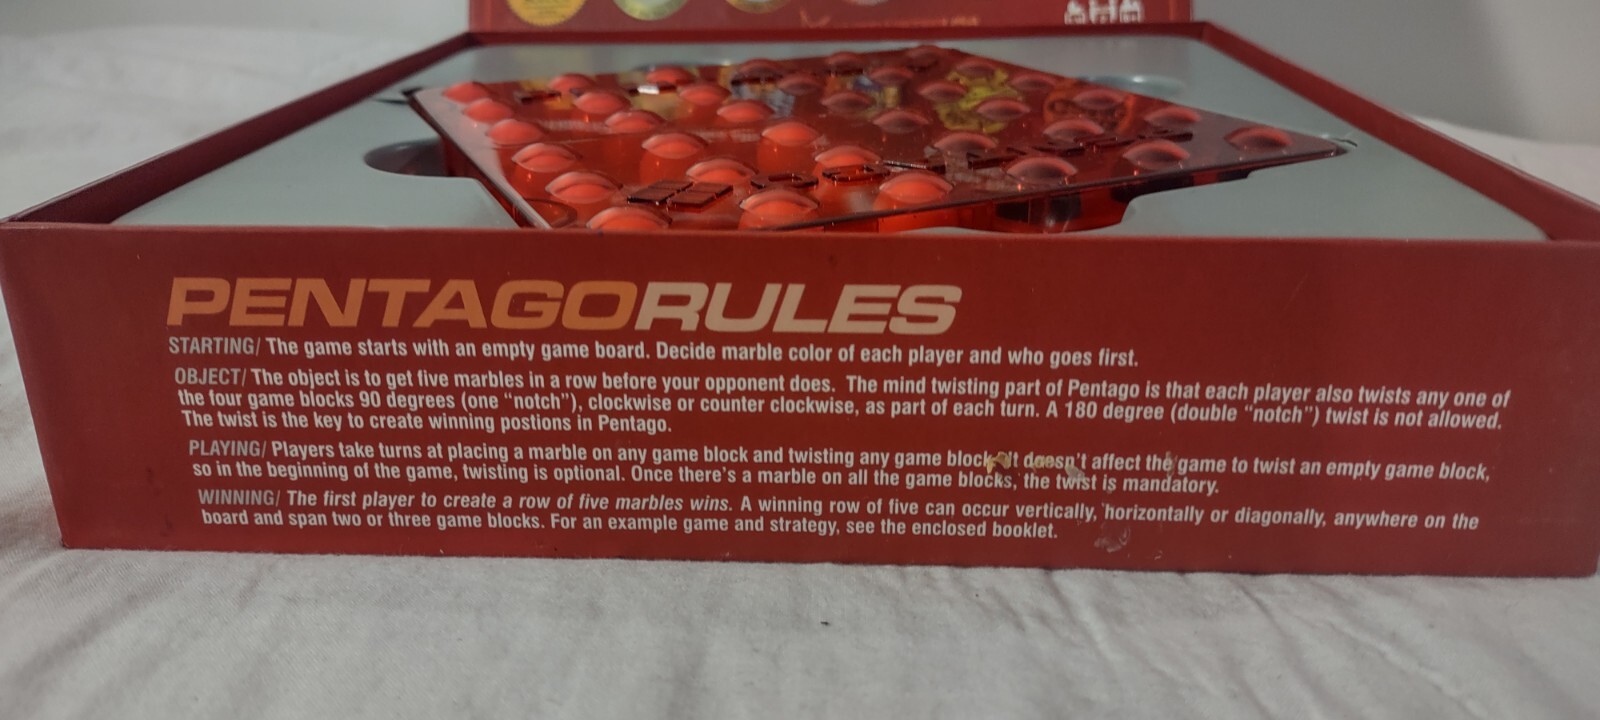 PENTAGORULES
STARTING/ The game starts with an empty game board. Decide marble color of each player and who goes first.
OBJECT/ The object is to get five marbles in a row before your opponent does. The mind twisting part of Pentago is that each player also twists any one of
the four game blocks 90 degrees (one “notch”), clockwise or counter clockwise, as part of each turn. A 180 degree (double “notch”) twist is not allowed.
The twist is the key to create winning postions in Pentago.
PLAYING/ Players take turns at placing a marble on any game block and twisting any game block. It doesn't affect the game to twist an empty game block,
so in the beginning of the game, twisting is optional. Once there's a marble on all the game blocks, the twist is mandatory.
WINNING/ The first player to create a row of five marbles wins. A winning row of five can occur vertically, horizontally or diagonally, anywhere on the
board and span two or three game blocks. For an example game and strategy, see the enclosed booklet.